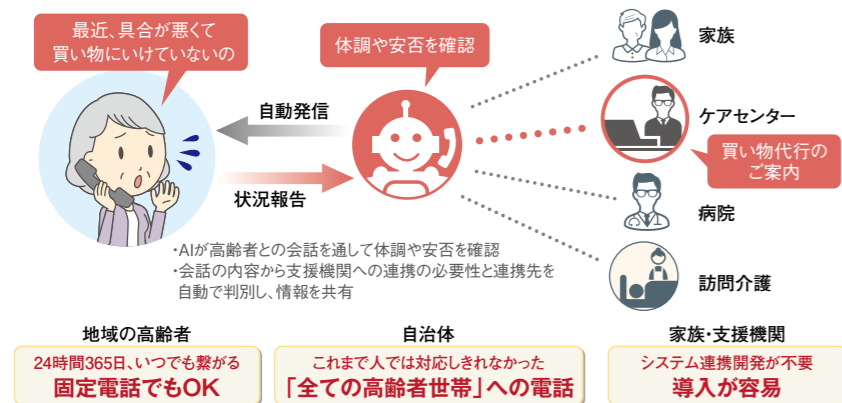 最近、具合が悪くて
買い物にいけていないの
体調や安否を確認
家族
自動発信
ケアセンター
買い物代行の
ご案内
状況報告
病院
・AIが高齢者との会話を通して体調や安否を確認
・会話の内容から支援機関への連携の必要性と連携先を
自動で判別し、情報を共有
訪問介護
地域の高齢者
24時間365日、いつでも繋がる
固定電話でもOK
自治体
これまで人では対応しきれなかった
「全ての高齢者世帯」への電話
家族・支援機関
システム連携開発が不要
導入が容易